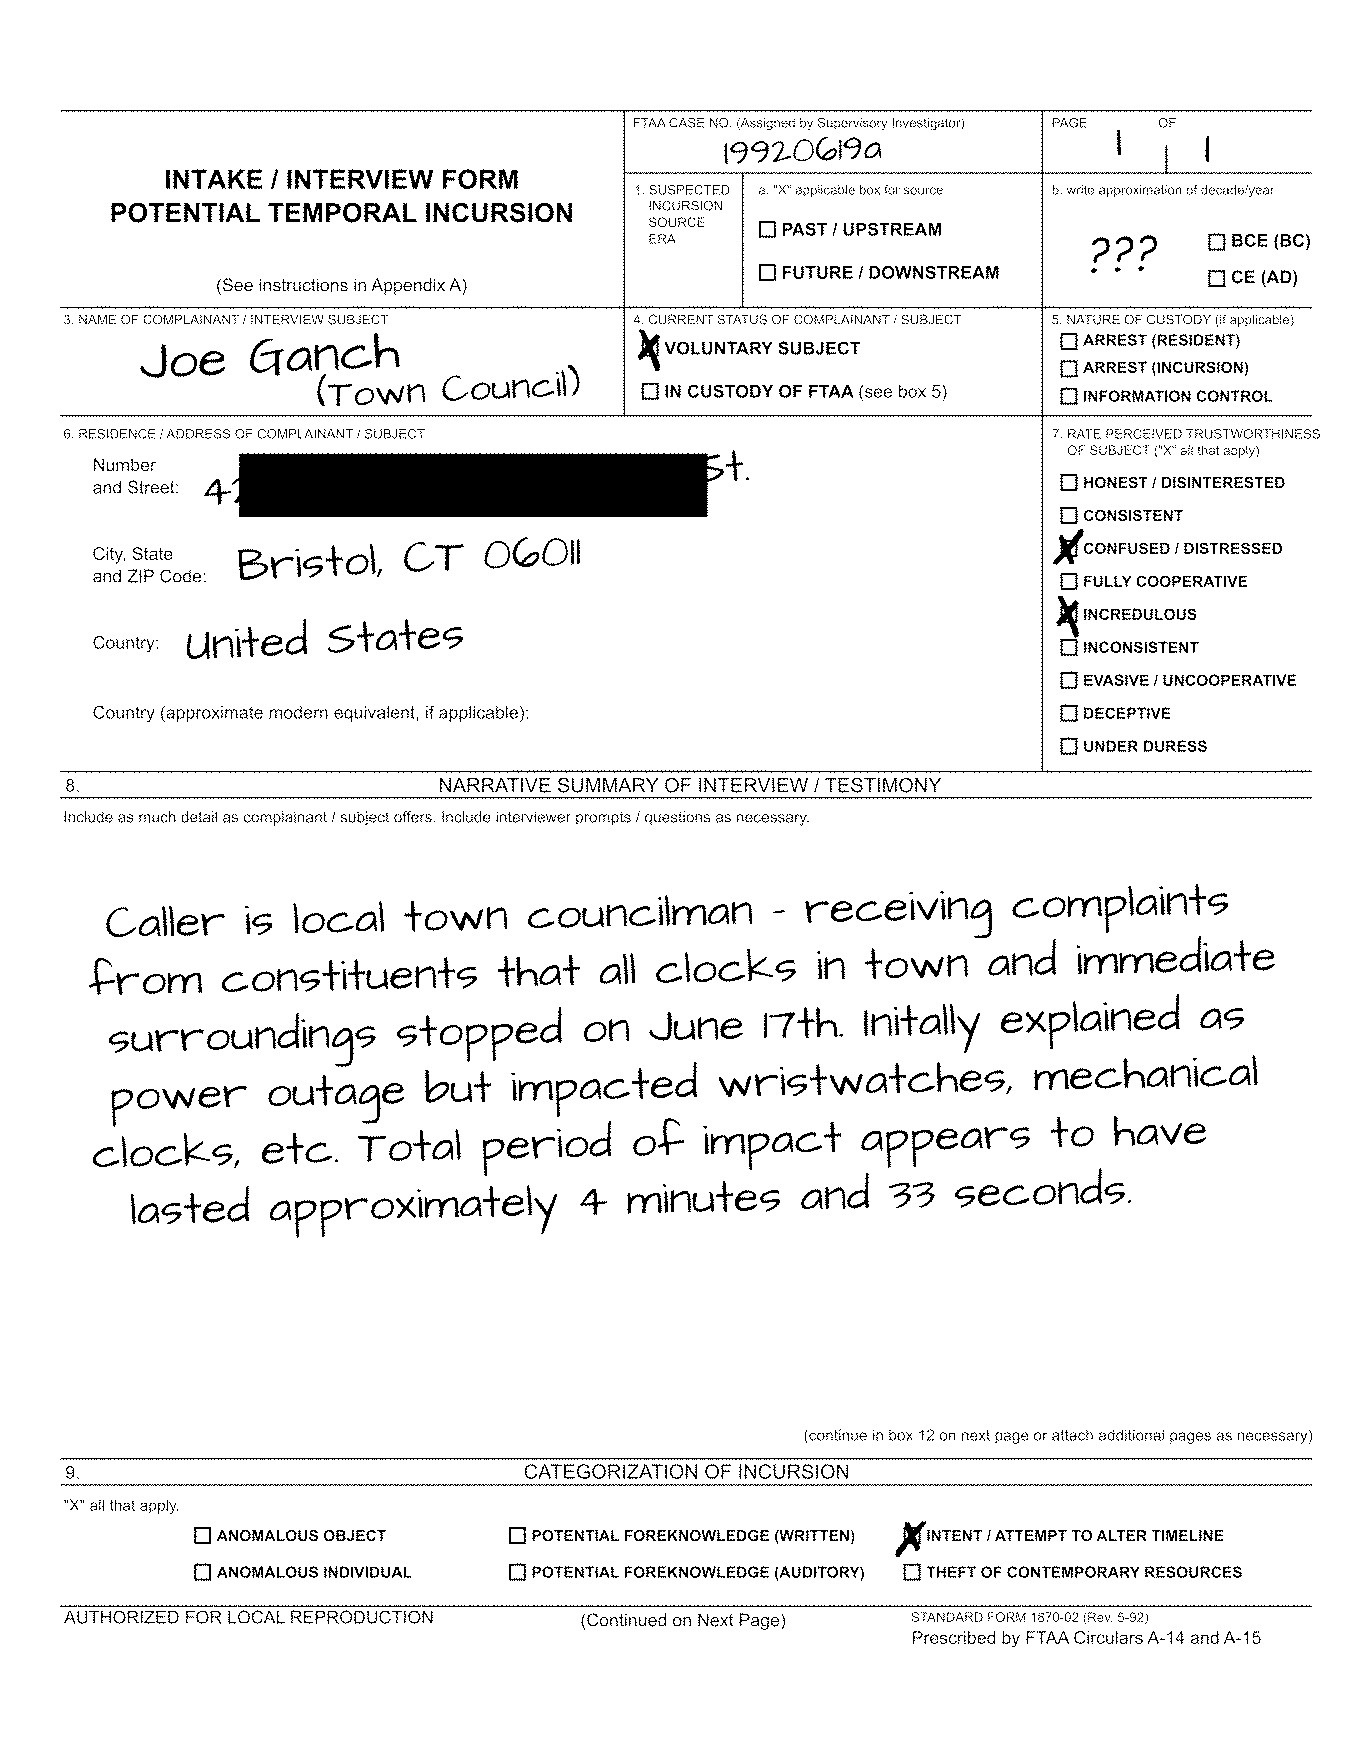 INTAKE / INTERVIEW FORM
POTENTIAL TEMPORAL INCURSION
(See instructions in Appendix A)
FTAA CASE NO. (Assigned by Supervisory Investigator)
19920619a
PAGE OF
1 1
1. SUSPECTED
INCURSION
SOURCE
ERA
a. "X" applicable box for source
PAST / UPSTREAM
FUTURE / DOWNSTREAM
b. write approximation of decade/year
???
BCE (BC)
CE (AD)
3. NAME OF COMPLAINANT / INTERVIEW SUBJECT
Joe Ganch
(Town Council)
4. CURRENT STATUS OF COMPLAINANT / SUBJECT
X VOLUNTARY SUBJECT
IN CUSTODY OF FTAA (see box 5)
5. NATURE OF CUSTODY (if applicable)
ARREST (RESIDENT)
ARREST (INCURSION)
INFORMATION CONTROL
6. RESIDENCE / ADDRESS OF COMPLAINANT / SUBJECT
Number
and Street: 4 St.
City, State
and ZIP Code: Bristol, CT 06011
Country: United States
Country (approximate modern equivalent, if applicable):
7. RATE PERCEIVED TRUSTWORTHINESS
OF SUBJECT ("X" all that apply)
HONEST / DISINTERESTED
CONSISTENT
X CONFUSED / DISTRESSED
FULLY COOPERATIVE
X INCREDULOUS
INCONSISTENT
EVASIVE / UNCOOPERATIVE
DECEPTIVE
UNDER DURESS
8. NARRATIVE SUMMARY OF INTERVIEW / TESTIMONY
Include as much detail as complainant / subject offers. Include interviewer prompts / questions as necessary.
Caller is local town councilman - receiving complaints
from constituents that all clocks in town and immediate
surroundings stopped on June 17th. Initally explained as
power outage but impacted wristwatches, mechanical
clocks, etc. Total period of impact appears to have
lasted approximately 4 minutes and 33 seconds.
(continue in box 12 on next page or attach additional pages as necessary)
9. CATEGORIZATION OF INCURSION
"X" all that apply.
ANOMALOUS OBJECT
ANOMALOUS INDIVIDUAL
POTENTIAL FOREKNOWLEDGE (WRITTEN)
POTENTIAL FOREKNOWLEDGE (AUDITORY)
X INTENT / ATTEMPT TO ALTER TIMELINE
THEFT OF CONTEMPORARY RESOURCES
AUTHORIZED FOR LOCAL REPRODUCTION
(Continued on Next Page)
STANDARD FORM 1670-02 (Rev. 5-92)
Prescribed by FTAA Circulars A-14 and A-15